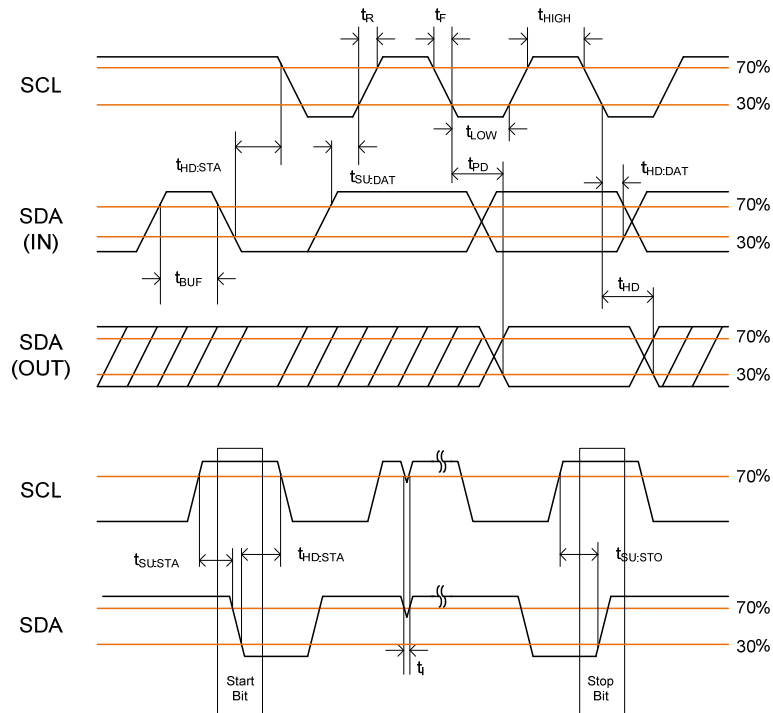 tR tF tHIGH
SCL 70%
30%
tLOW
tHD:STA tSU:DAT tPD tHD:DAT
SDA
(IN)
70%
30%
tBUF tHD
SDA
(OUT)
70%
30%
SCL 70%
tSU:STA tHD:STA tSU:STO
SDA 70%
30%
tI
Start
Bit
Stop
Bit